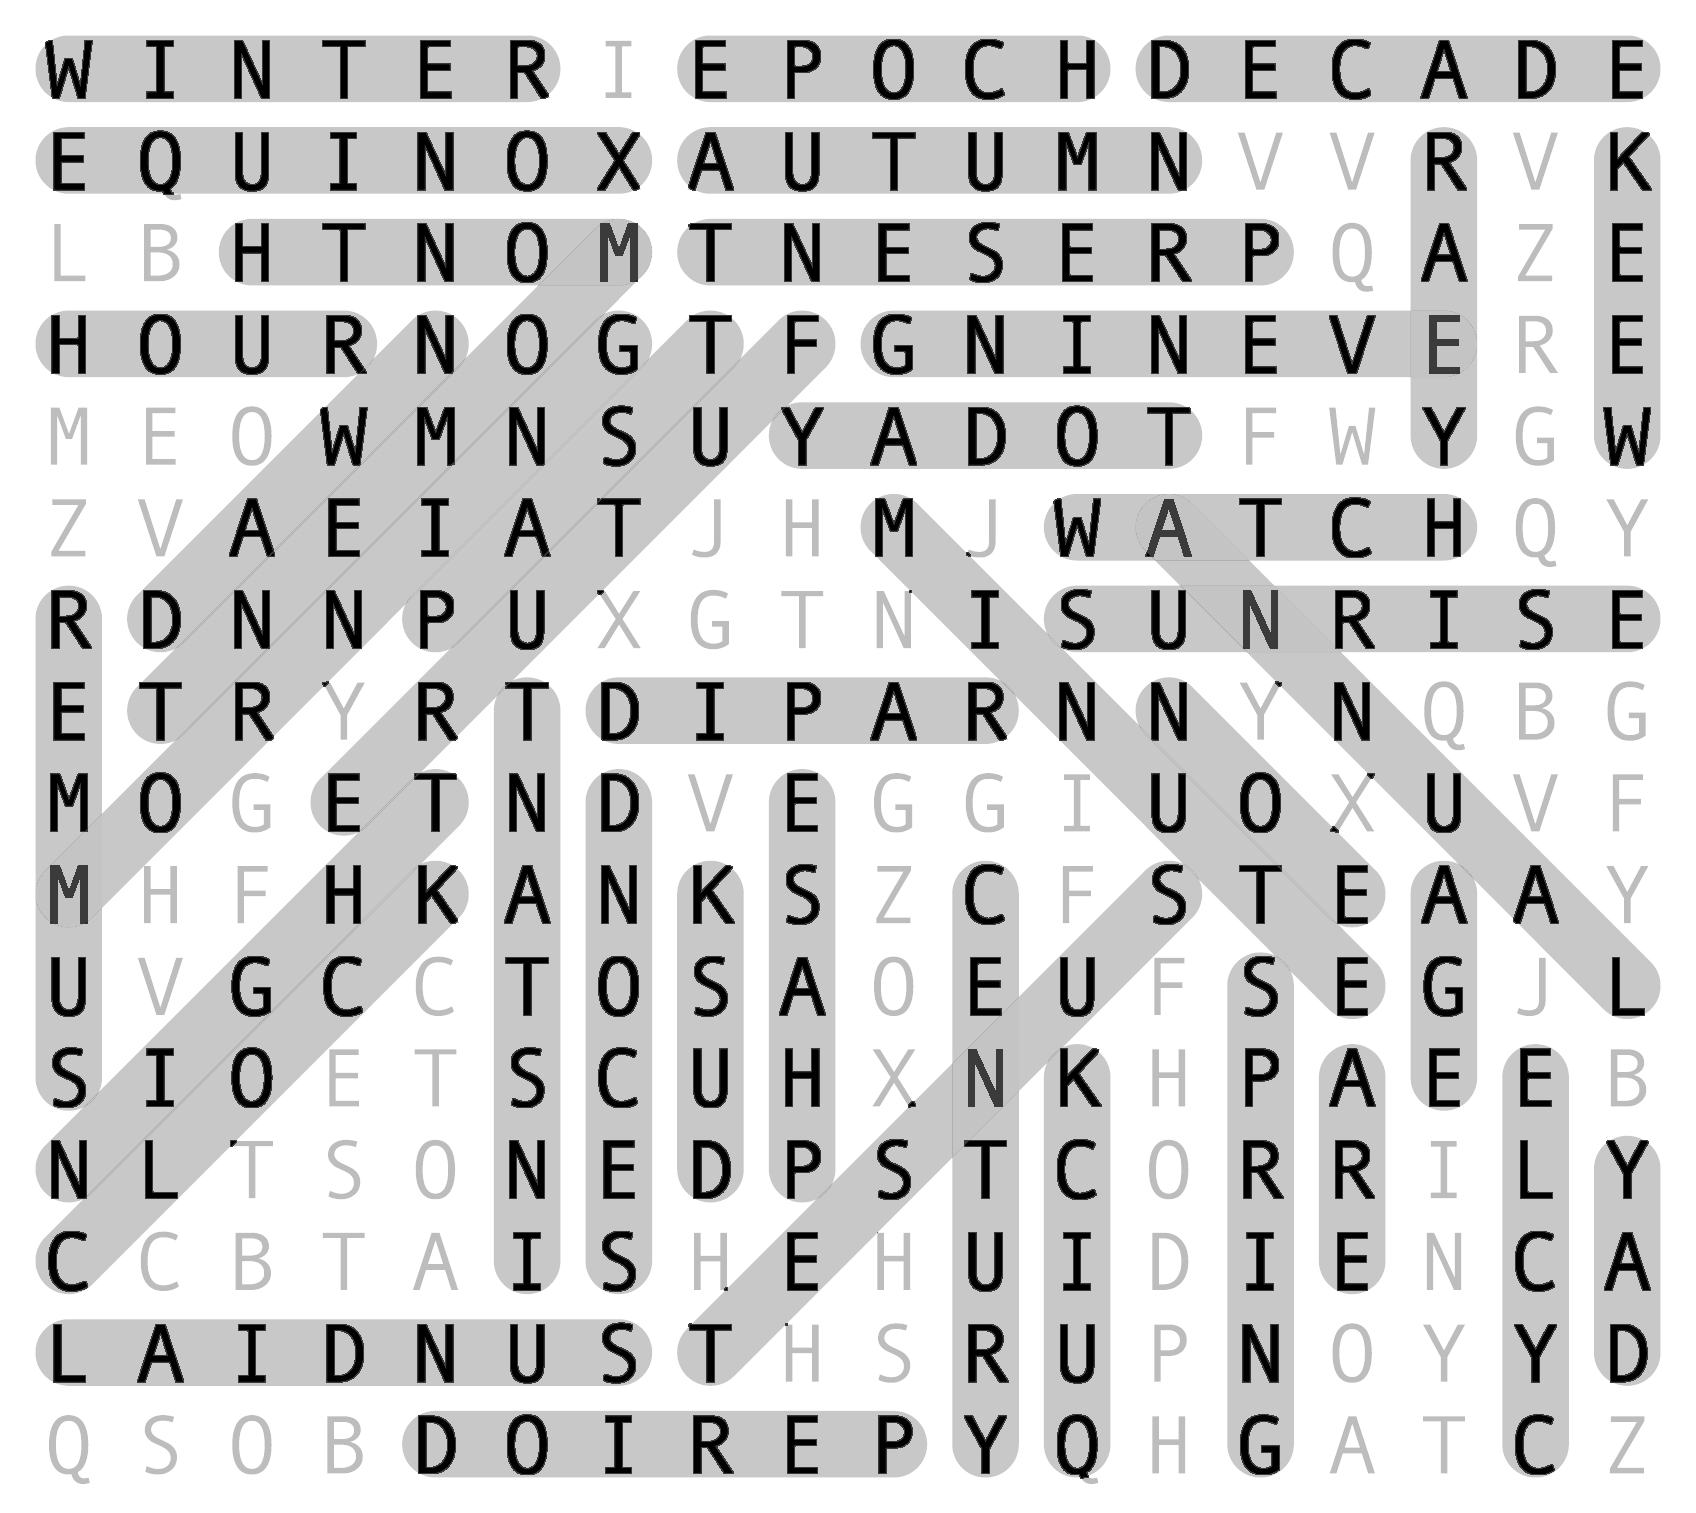 W I N T E R I E P O C H D E C A D E
E Q U I N O X A U T U M N V V R V K
L B H T N O M T N E S E R P Q A Z E
H O U R N O G T F G N I N E V E R E
M E O W M N S U Y A D O T F W Y G W
Z V A E I A T J H M J W A T C H Q Y
R D N N P U X G T N I S U N R I S E
E T R Y R T D I P A R N N Y N Q B G
M O G E T N D V E G G I U O X U V F
M H F H K A N K S Z C F S T E A A Y
U V G C C T O S A O E U F S E G J L
S I O E T S C U H X N K H P A E E B
N L T S O N E D P S T C O R R I L Y
C C B T A I S H E H U I D I E N C A
L A I D N U S T H S R U P N O Y Y D
Q S O B D O I R E P Y Q H G A T C Z